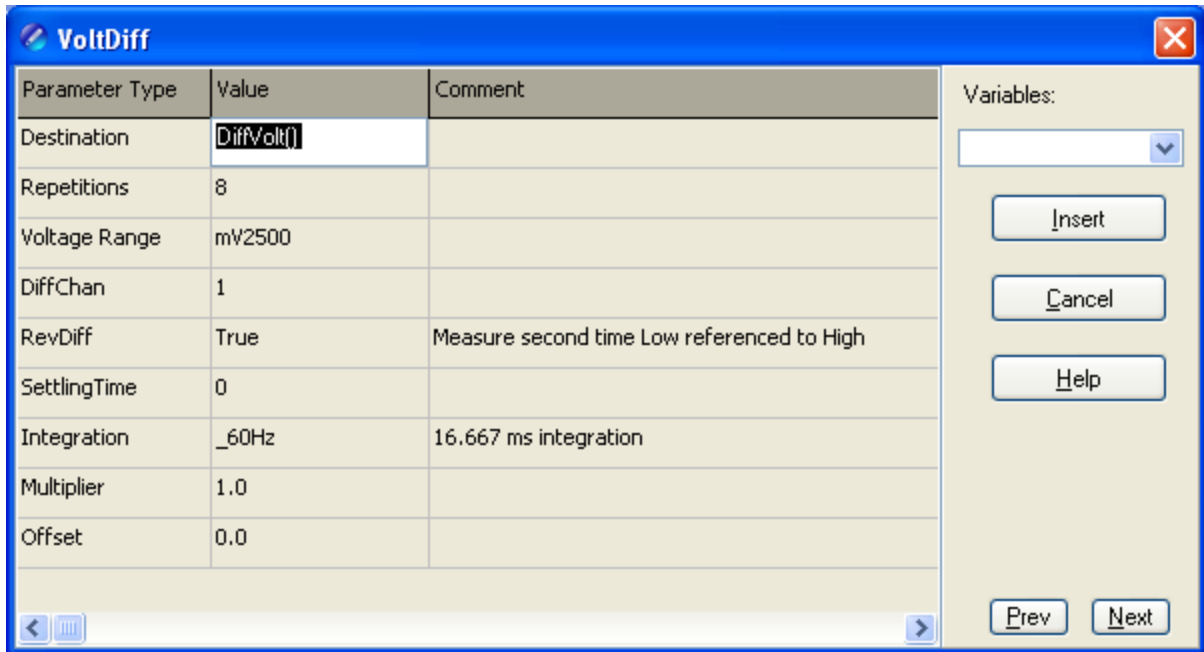 VoltDiff
Parameter Type Value Comment
Destination DiffVolt()
Repetitions 8
Voltage Range mV2500
DiffChan 1
RevDiff True Measure second time Low referenced to High
SettlingTime 0
Integration _60Hz 16.667 ms integration
Multiplier 1.0
Offset 0.0
Variables:
Insert
Cancel
Help
Prev Next